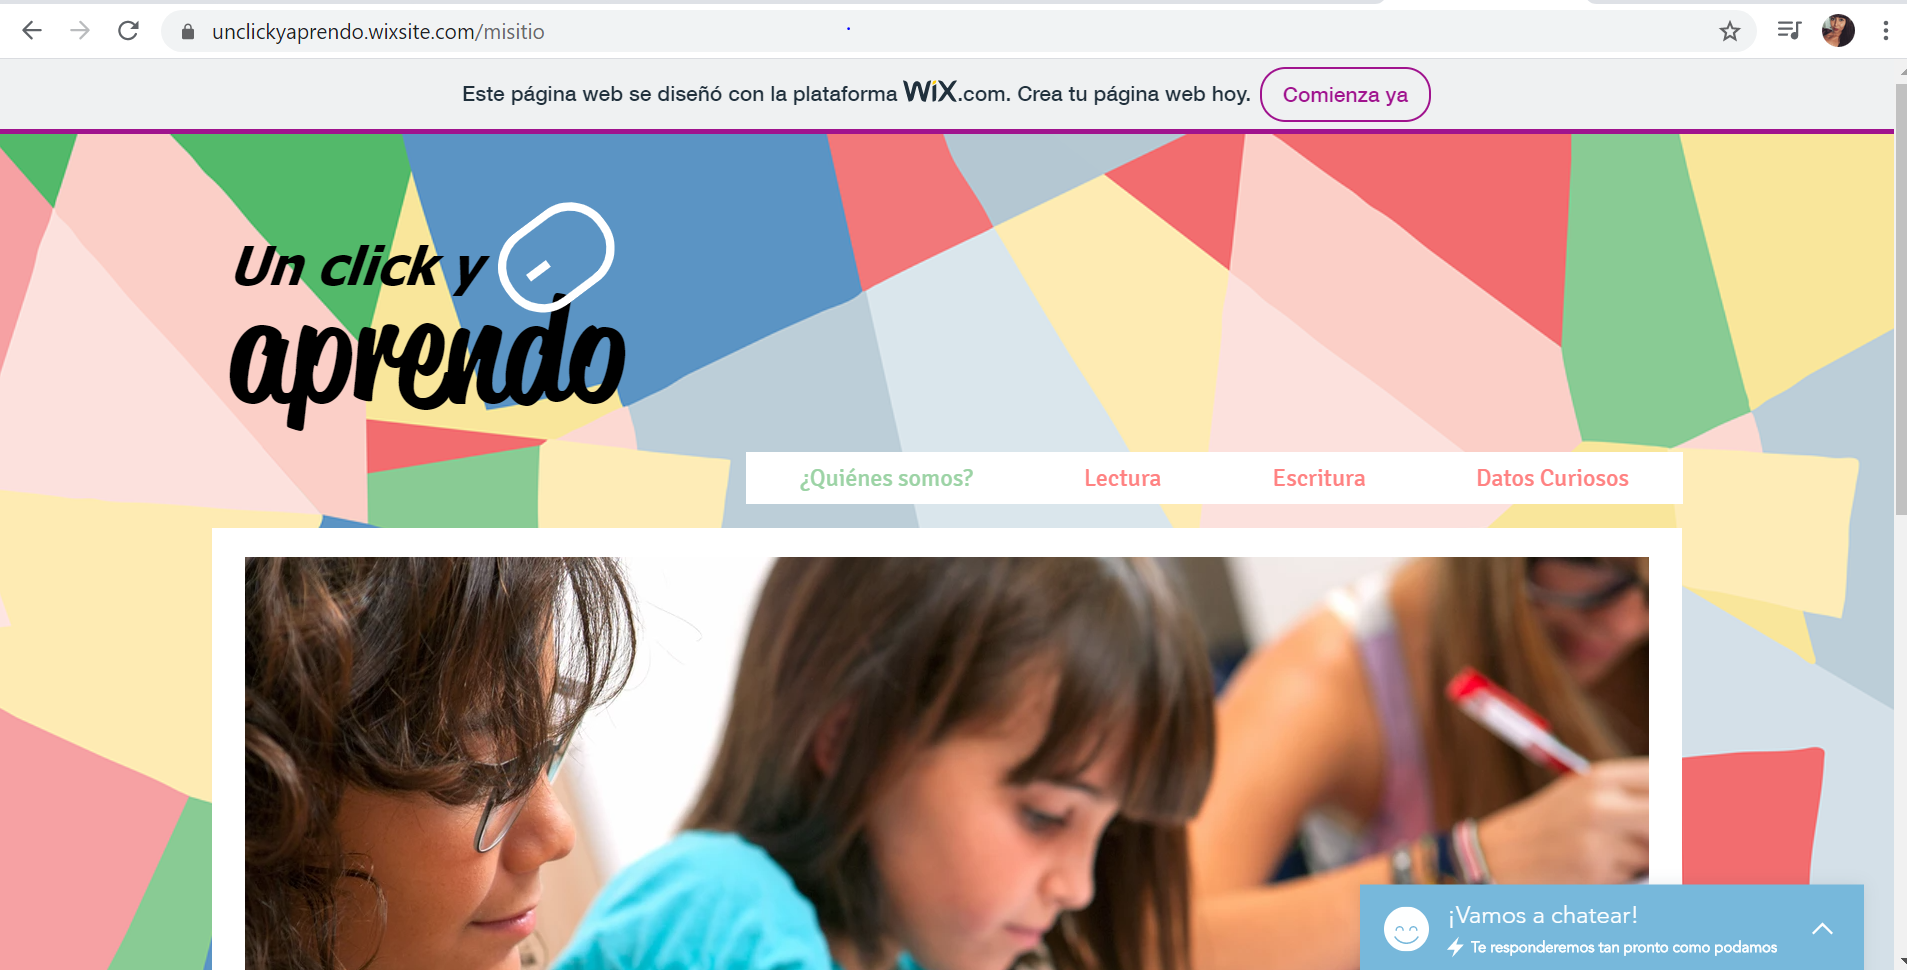 unclickyaprendo.wixsite.com/misitio
Este página web se diseñó con la plataforma WiX.com. Crea tu página web hoy. Comienza ya
Un click y
aprendo
¿Quiénes somos? Lectura Escritura Datos Curiosos
¡Vamos a chatear!
Te responderemos tan pronto como podamos